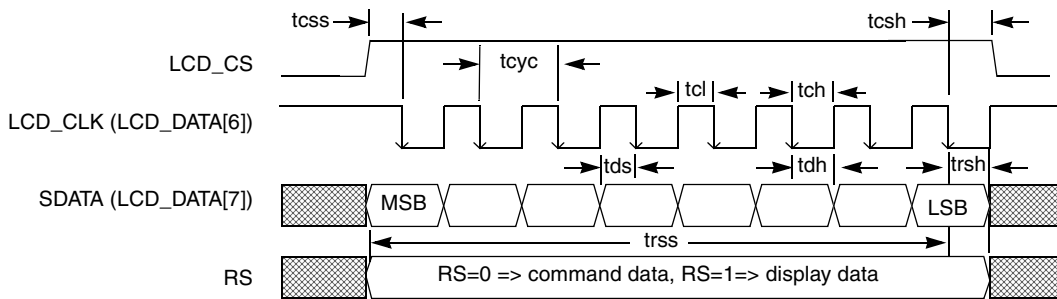 tcss
tcsh
LCD_CS
tcyc
tcl
tch
LCD_CLK (LCD_DATA[6])
tds
tdh
trsh
SDATA (LCD_DATA[7])
MSB
LSB
trss
RS
RS=0 => command data, RS=1=> display data